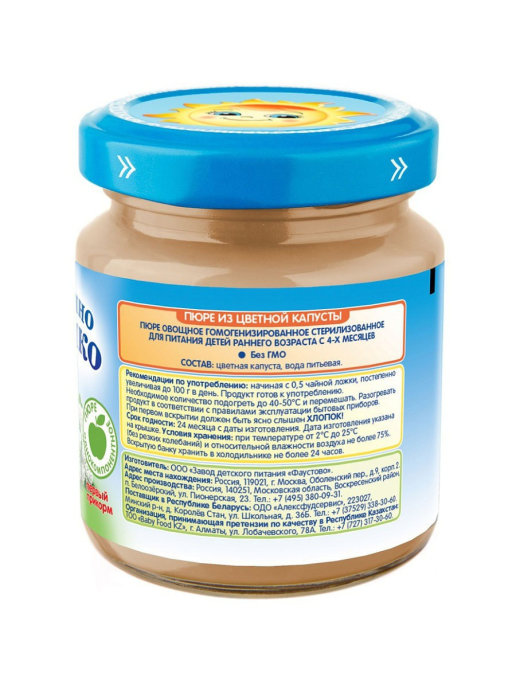 ПЮРЕ ИЗ ЦВЕТНОЙ КАПУСТЫ
ПЮРЕ ОВОЩНОЕ ГОМОГЕНИЗИРОВАННОЕ СТЕРИЛИЗОВАННОЕ
ДЛЯ ПИТАНИЯ ДЕТЕЙ РАННЕГО ВОЗРАСТА С 4-Х МЕСЯЦЕВ
● Без ГМО
СОСТАВ: цветная капуста, вода питьевая.
Рекомендации по употреблению: начиная с 0,5 чайной ложки, постепенно
увеличивая до 100 г в день. Продукт готов к употреблению.
Необходимое количество подогреть до 40-50°С и перемешать. Разогревать
продукт в соответствии с правилами эксплуатации бытовых приборов.
При первом вскрытии должен быть ясно слышен ХЛОПОК!
Срок годности: 24 месяца с даты изготовления. Дата изготовления указана
на крышке. Условия хранения: при температуре от 2°С до 25°С
(без резких колебаний) и относительной влажности воздуха не более 75%.
Вскрытую банку хранить в холодильнике не более 24 часов.
Изготовитель: ООО «Завод детского питания «Фаустово».
Адрес места нахождения: Россия, 119021, г. Москва, Оболенский пер., д.9, корп.2.
Адрес производства: Россия, 140251, Московская область, Воскресенский район,
п. Белоозёрский, ул. Пионерская, 23. Тел.: +7 (495) 380-09-31.
Поставщик в Республике Беларусь: ОДО «Алексфудсервис», 223027,
Минский р-н, д. Королёв Стан, ул. Школьная, д. 36Б. Тел.: +7 (37529) 338-30-60.
Организация, принимающая претензии по качеству в Республике Казахстан:
ТОО «Baby Food KZ», г. Алматы, ул. Лобачевского, 78А. Тел.: +7 (727) 317-30-60.
ПЮРЕ
первый
прикорм